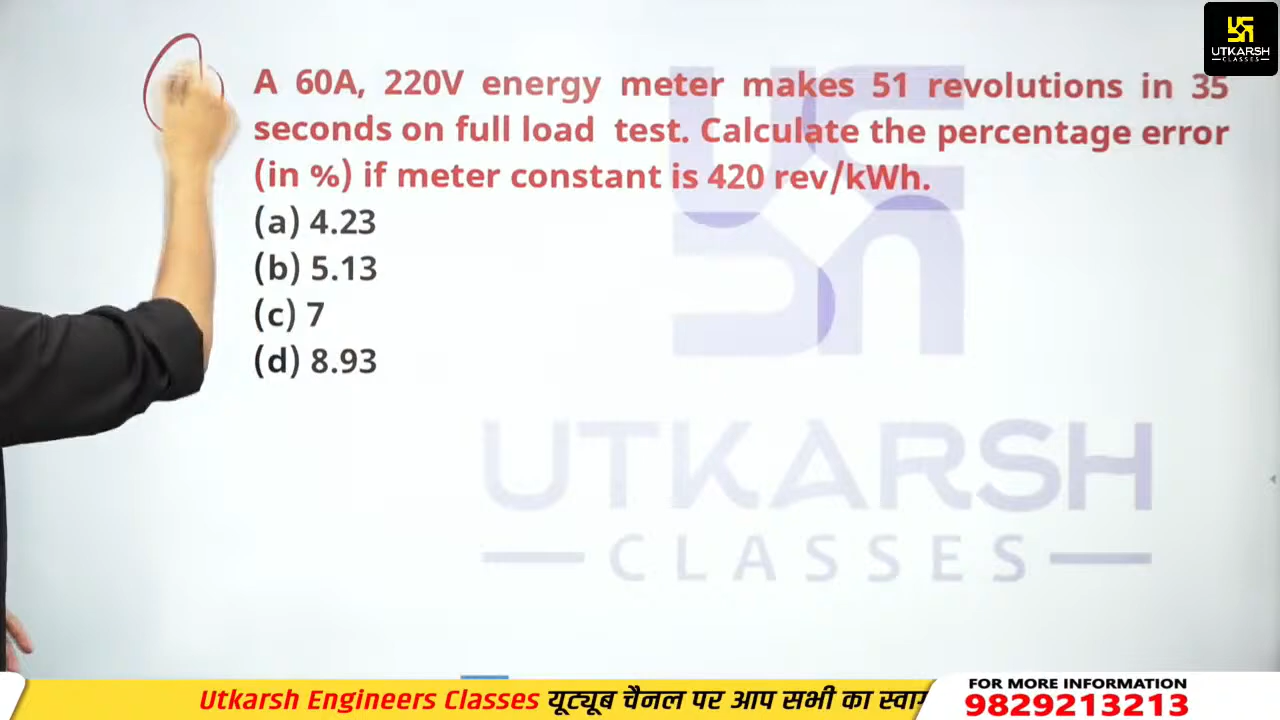 UTKARSH
CLASSES
A 60A, 220V energy meter makes 51 revolutions in 35
seconds on full load test. Calculate the percentage error
(in %) if meter constant is 420 rev/kWh.
(a) 4.23
(b) 5.13
(c) 7
(d) 8.93
UTKARSH
CLASSES
FOR MORE INFORMATION
Utkarsh Engineers Classes यूट्यूब चैनल पर आप सभी का
9829213213